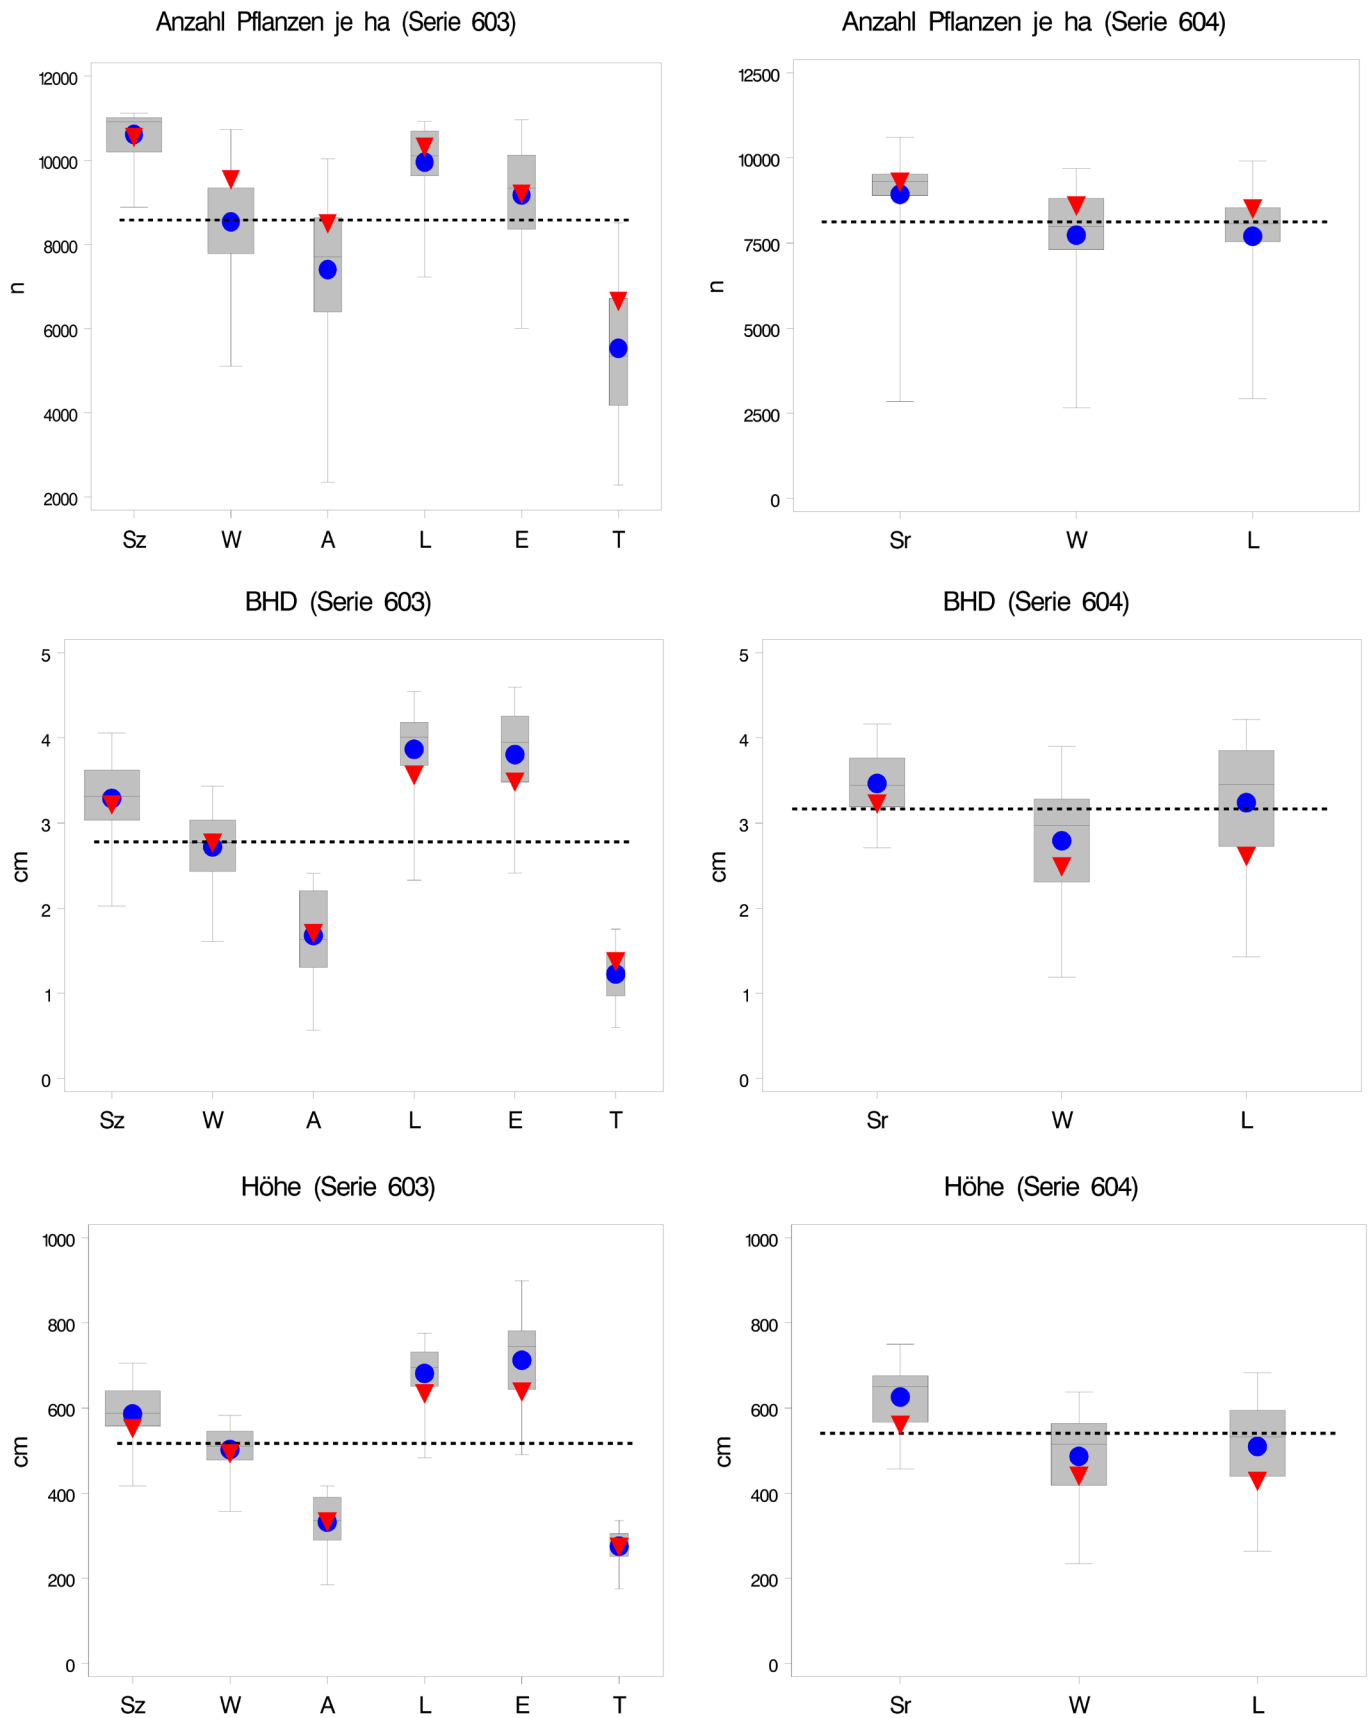 Anzahl Pflanzen je ha (Serie 603)
12000
10000
8000
6000
4000
2000
n
Sz W A L E T
Anzahl Pflanzen je ha (Serie 604)
12500
10000
7500
5000
2500
0
n
Sr W L
BHD (Serie 603)
5
4
3
2
1
0
cm
Sz W A L E T
BHD (Serie 604)
5
4
3
2
1
0
cm
Sr W L
Höhe (Serie 603)
1000
800
600
400
200
0
cm
Sz W A L E T
Höhe (Serie 604)
1000
800
600
400
200
0
cm
Sr W L